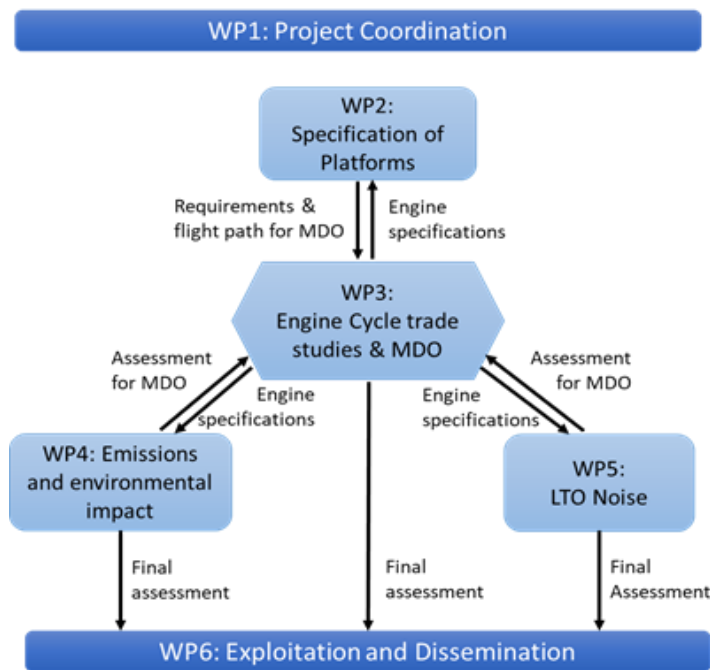 WP1: Project Coordination
WP2:
Specification of
Platforms
Requirements &
flight path for MDO
Engine
specifications
WP3:
Engine Cycle trade
studies & MDO
Assessment
for MDO
Engine
specifications
Engine
specifications
Assessment
for MDO
WP4: Emissions
and environmental
impact
WP5:
LTO Noise
Final
assessment
Final
assessment
Final
Assessment
WP6: Exploitation and Dissemination